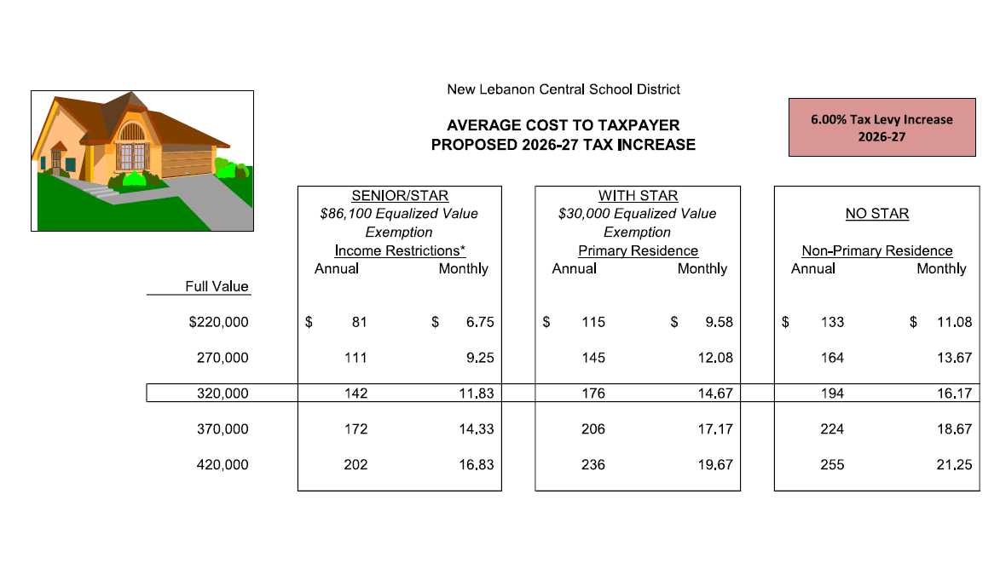 New Lebanon Central School District
AVERAGE COST TO TAXPAYER
PROPOSED 2026-27 TAX INCREASE
6.00% Tax Levy Increase
2026-27
SENIOR/STAR WITH STAR
$86,100 Equalized Value $30,000 Equalized Value NO STAR
Exemption Exemption
Income Restrictions* Primary Residence Non-Primary Residence
Annual Monthly Annual Monthly Annual Monthly
Full Value
$220,000 $ 81 $ 6.75 $ 115 $ 9.58 $ 133 $ 11.08
270,000 111 9.25 145 12.08 164 13.67
320,000 142 11.83 176 14.67 194 16.17
370,000 172 14.33 206 17.17 224 18.67
420,000 202 16.83 236 19.67 255 21.25